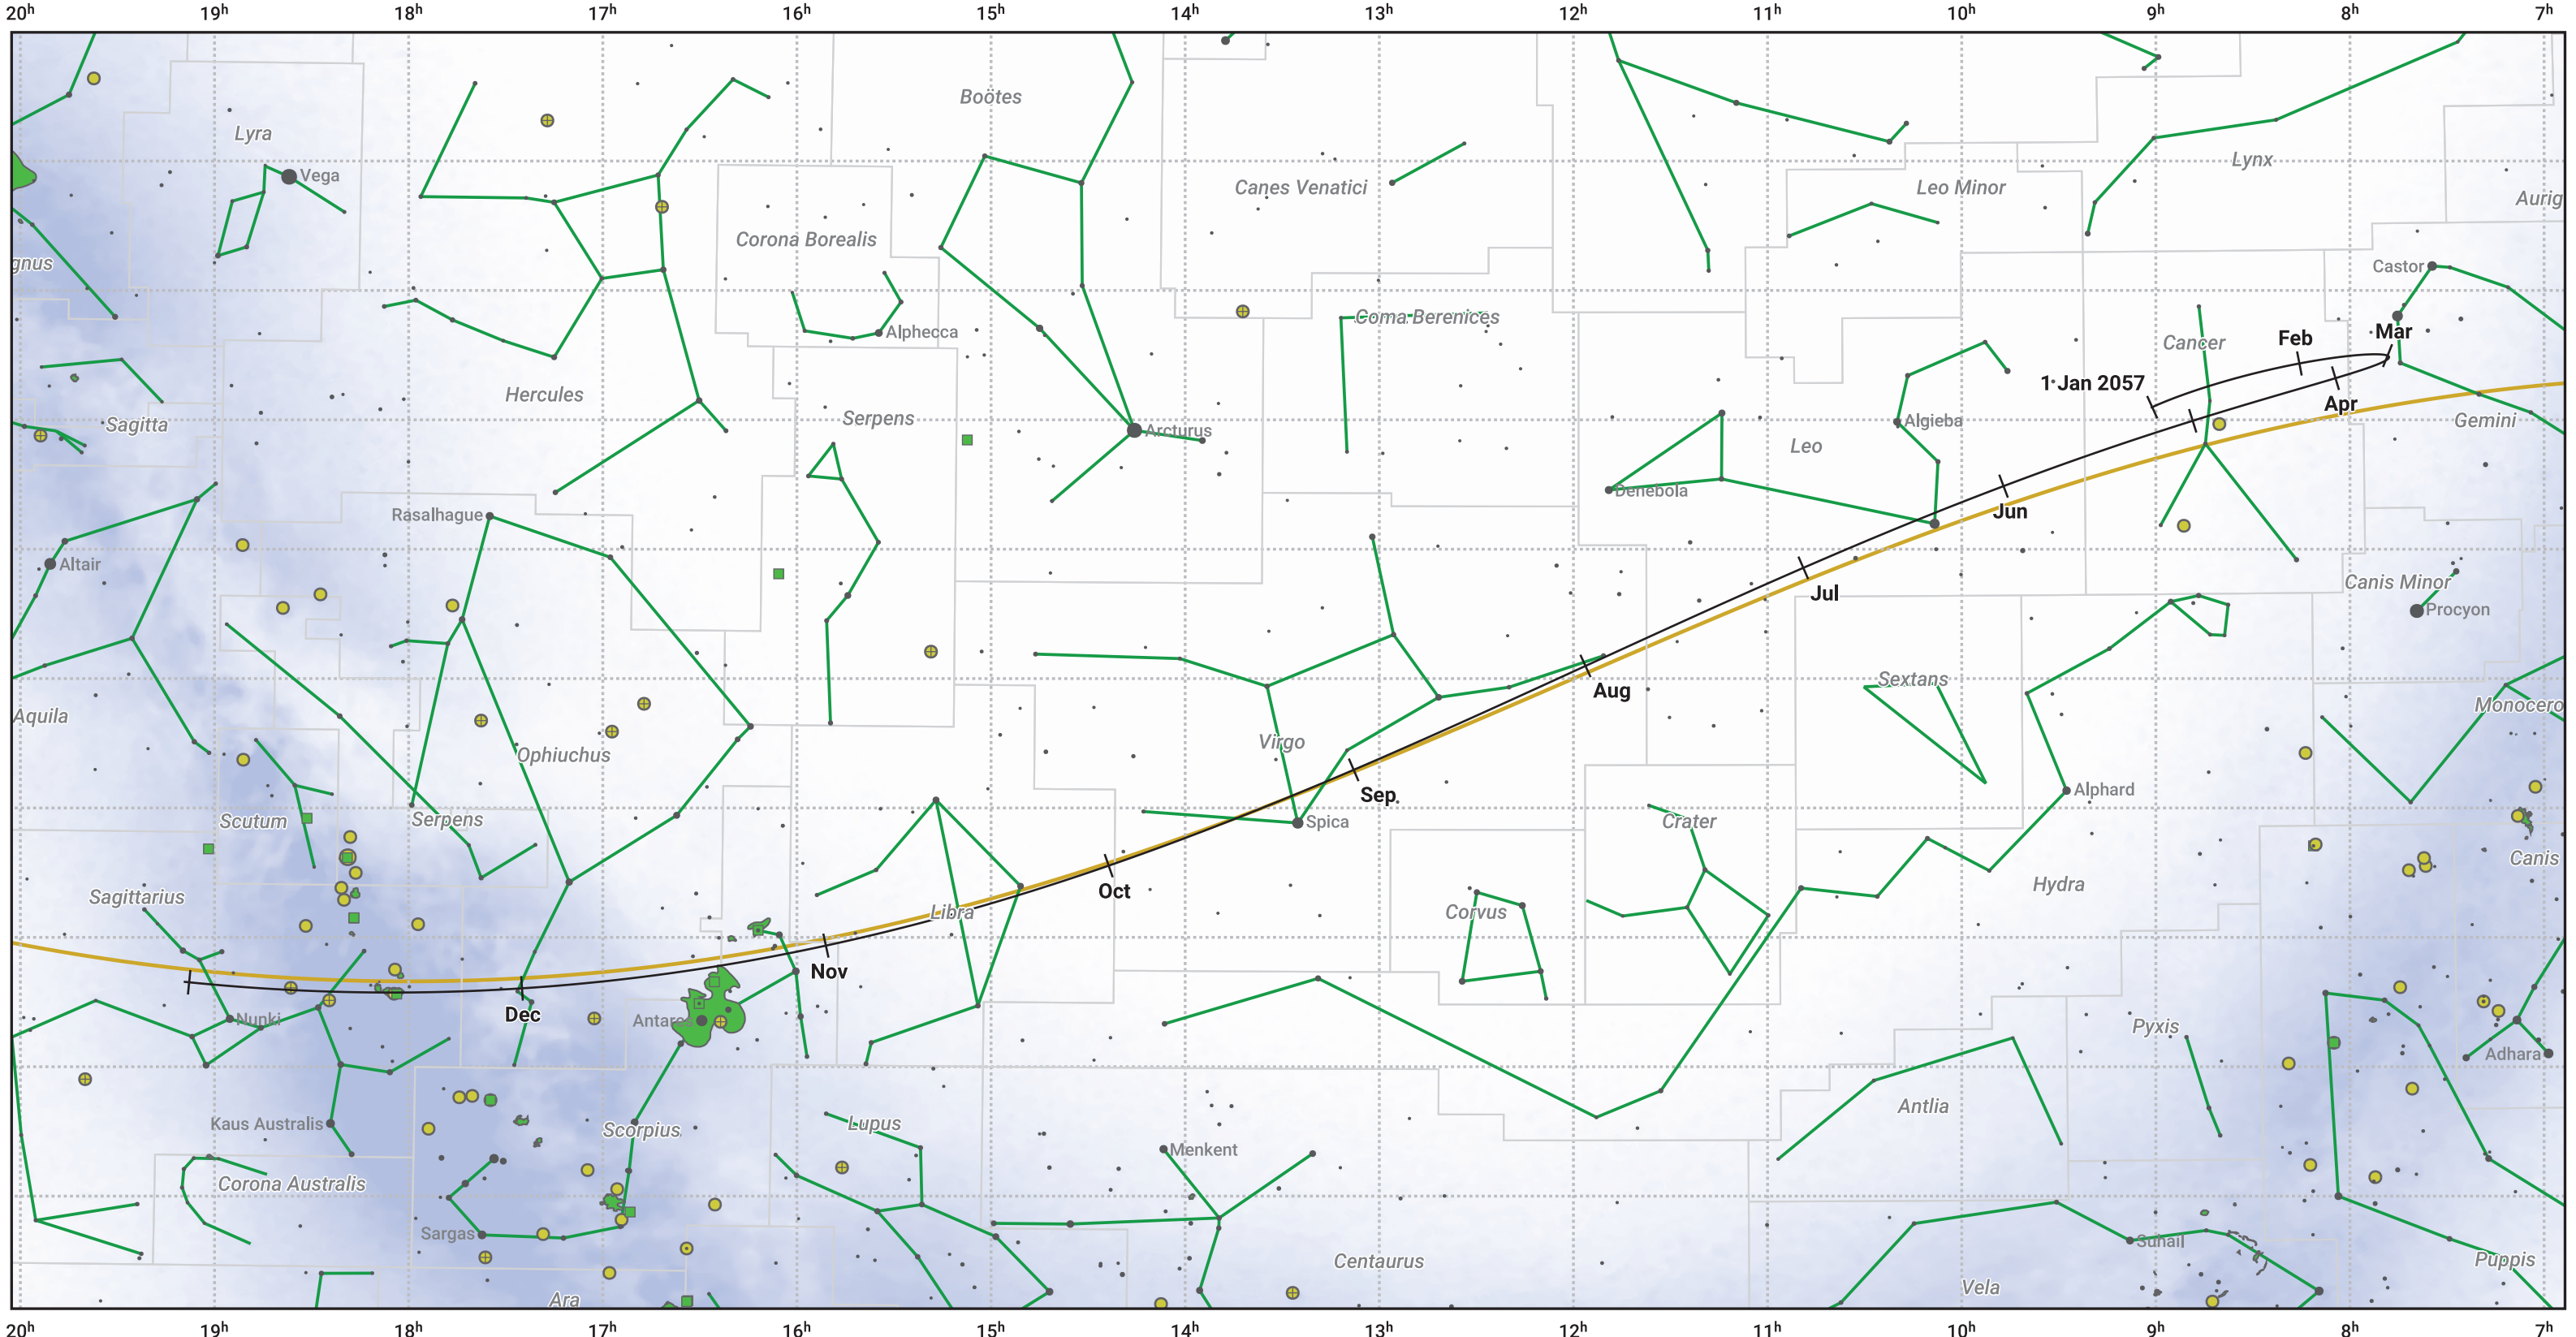 20ʰ 19ʰ 18ʰ 17ʰ 16ʰ 15ʰ 14ʰ 13ʰ 12ʰ 11ʰ 10ʰ 9ʰ 8ʰ 7ʰ
Boötes
Lyra
Lynx
Vega
Canes Venatici
Leo Minor
Aurig
Corona Borealis
gnus
Castor
Coma Berenices
Alphecca
Mar
Feb
Cancer
1 Jan 2057
Hercules
Apr
Serpens
Sagitta
Algieba
Gemini
Arcturus
Leo
Denebola
Rasalhague
Jun
Altair
Canis Minor
Jul
Procyon
Sextans
Aug
Monocero
Aquila
Virgo
Ophiuchus
Alphard
Sep
Scutum
Serpens
Spica
Crater
Canis
Hydra
Oct
Sagittarius
Libra
Corvus
Nov
Dec
Nunki
Antares
Pyxis
Adhara
Antlia
Kaus Australis
Scorpius
Lupus
Menkent
Corona Australis
Sargas
Suhail
Centaurus
Puppis
Vela
Ara
20ʰ 19ʰ 18ʰ 17ʰ 16ʰ 15ʰ 14ʰ 13ʰ 12ʰ 11ʰ 10ʰ 9ʰ 8ʰ 7ʰ